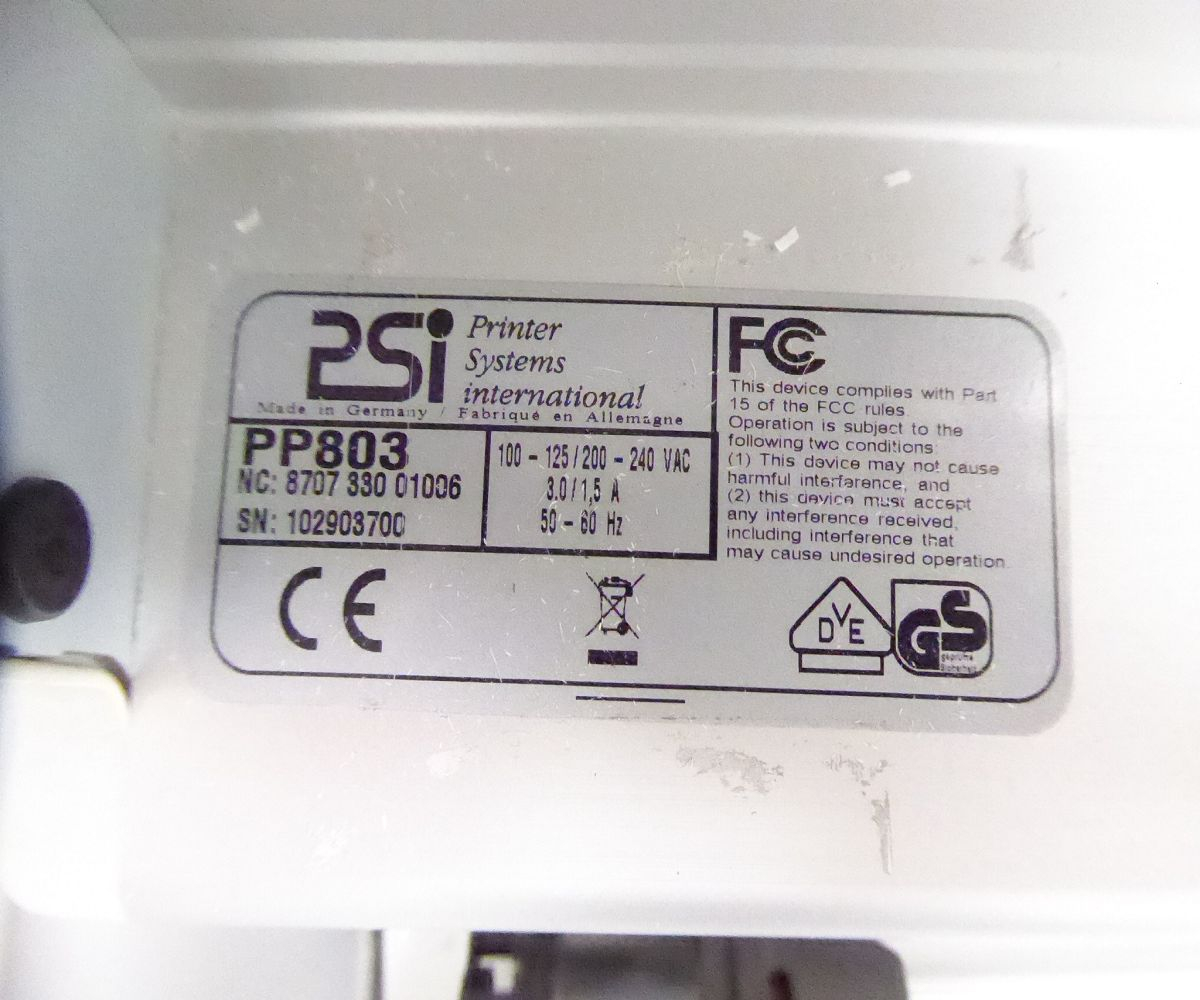 PSi Printer
Systems
international
Made in Germany / Fabriqué en Allemagne
PP803
NC: 8707 330 01006
SN: 102903700
100 - 125 / 200 - 240 VAC
3.0 / 1,5 A
50 - 60 Hz
FC
This device complies with Part
15 of the FCC rules.
Operation is subject to the
following two conditions:
(1) This device may not cause
harmful interference, and
(2) this device must accept
any interference received,
including interference that
may cause undesired operation.
CE
DVE
GS
geprüfte
Sicherheit